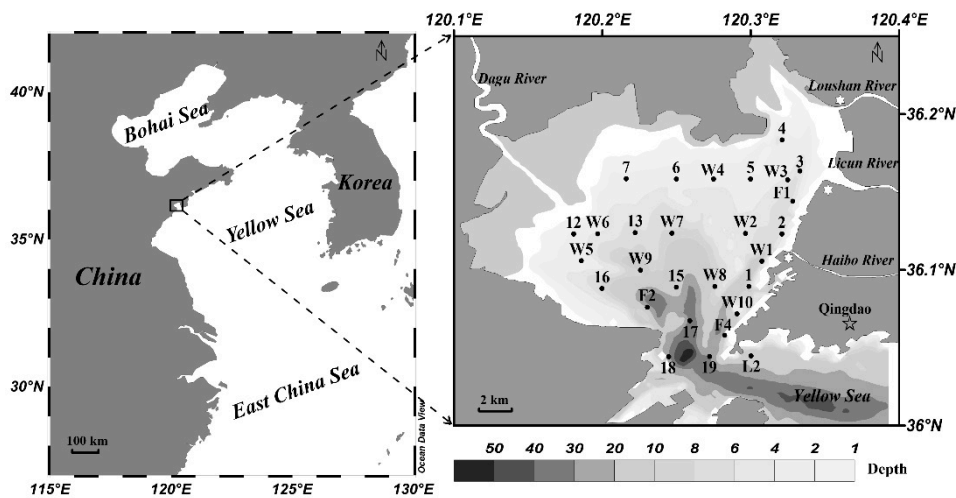 120.1°E 120.2°E 120.3°E 120.4°E
N
40°N
35°N
30°N
25°N
115°E 120°E 125°E 130°E
Bohai Sea
Korea
Yellow Sea
China
East China Sea
100 km
Ocean Data View
N
Dagu River
Loushan River
Licun River
Haibo River
Qingdao
Yellow Sea
36.2°N
36.1°N
36°N
4
7 6 W4 5 W3 3
F1
12 W6 13 W7 W2 2
W5 W9 W1
16 15 W8 1
F2 W10
17 F4
18 19 L2
2 km
50 40 30 20 10 8 6 4 2 1
Depth